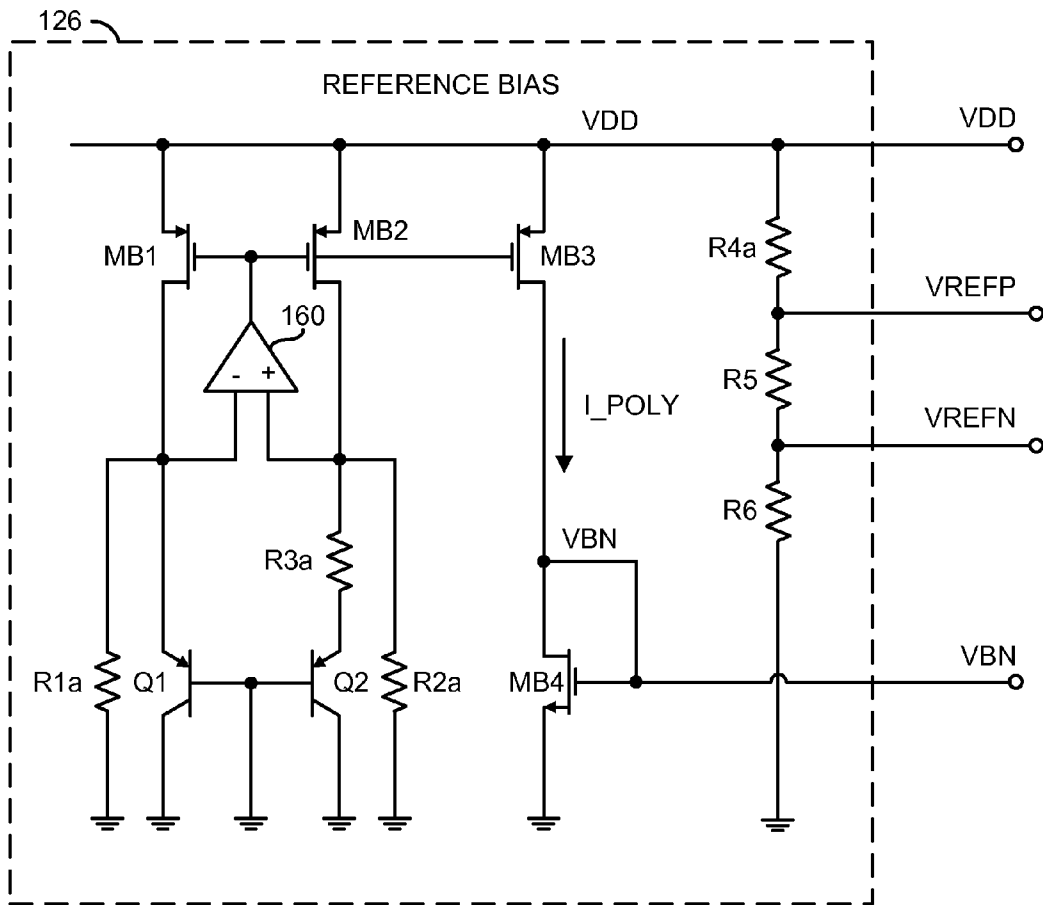 126
REFERENCE BIAS
VDD
VDD
MB1
MB2
MB3
R4a
160
VREFP
- +
R5
I_POLY
VREFN
R6
R3a
VBN
R1a
Q1
Q2
R2a
MB4
VBN